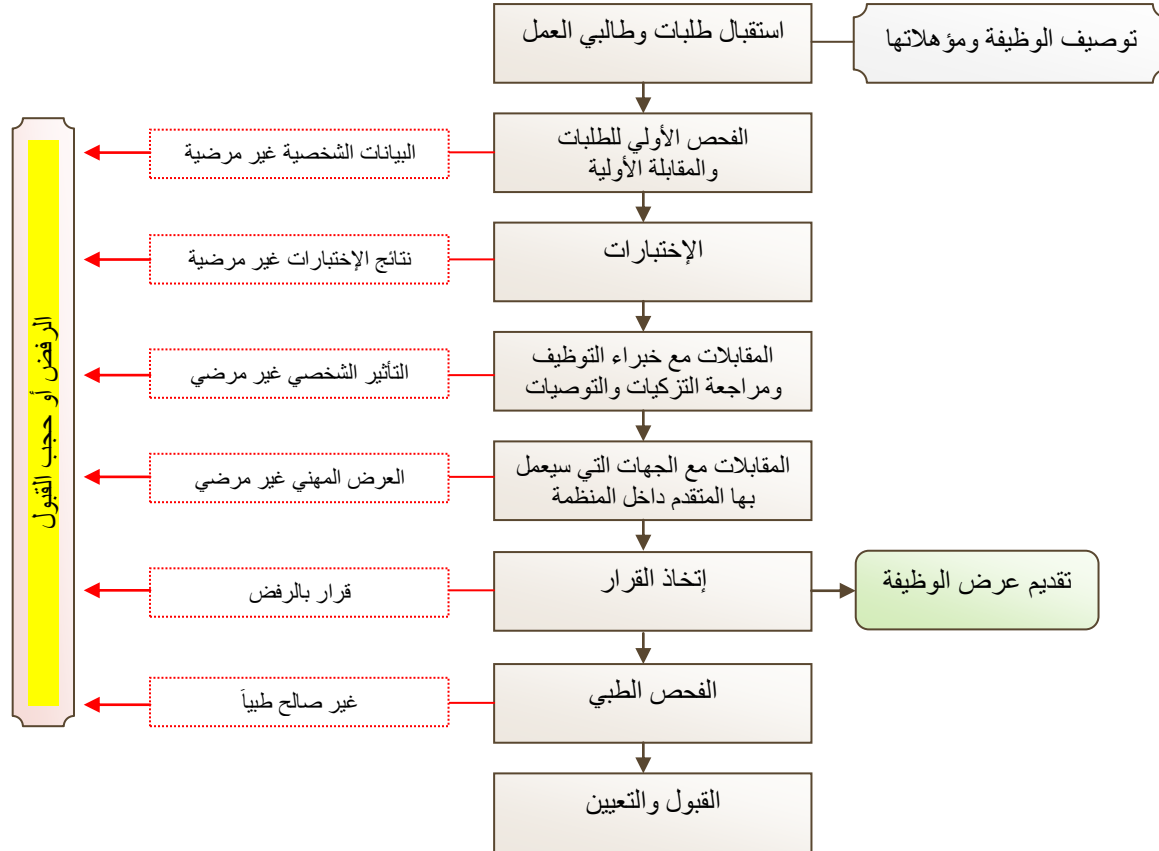 توصيف الوظيفة ومؤهلاتها
استقبال طلبات وطالبي العمل
الفحص الأولي للطلبات
والمقابلة الأولية
البيانات الشخصية غير مرضية
الإختبارات
نتائج الإختبارات غير مرضية
المقابلات مع خبراء التوظيف
ومراجعة التزكيات والتوصيات
التأثير الشخصي غير مرضي
المقابلات مع الجهات التي سيعمل
بها المتقدم داخل المنظمة
العرض المهني غير مرضي
تقديم عرض الوظيفة
إتخاذ القرار
قرار بالرفض
الفحص الطبي
غير صالح طبياَ
القبول والتعيين
الرفض أو حجب القبول